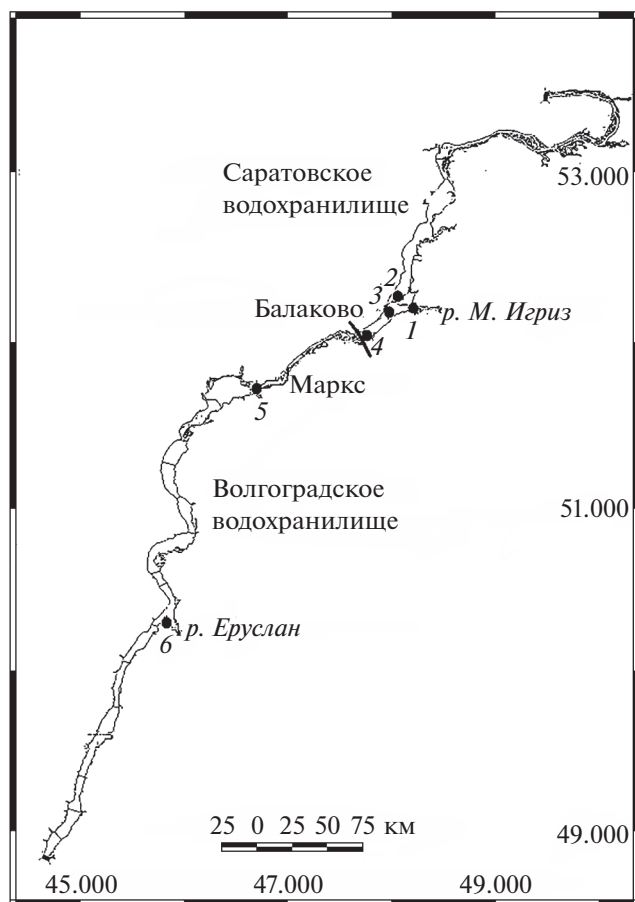 Саратовское
водохранилище
53.000
2
3
Балаково
1
р. М. Игриз
4
Маркс
5
Волгоградское
водохранилище
51.000
р. Еруслан
6
25 0 25 50 75 км
49.000
45.000 47.000 49.000